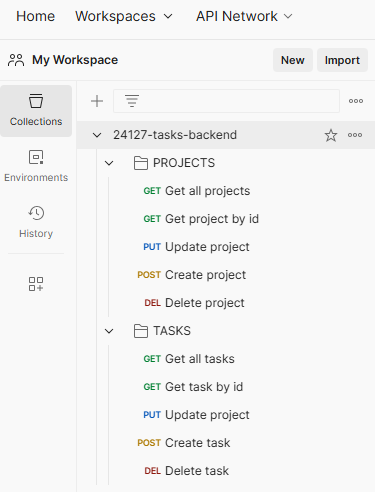 Home Workspaces API Network
My Workspace New Import
Collections
Environments
History
24127-tasks-backend
PROJECTS
GET Get all projects
GET Get project by id
PUT Update project
POST Create project
DEL Delete project
TASKS
GET Get all tasks
GET Get task by id
PUT Update project
POST Create task
DEL Delete task